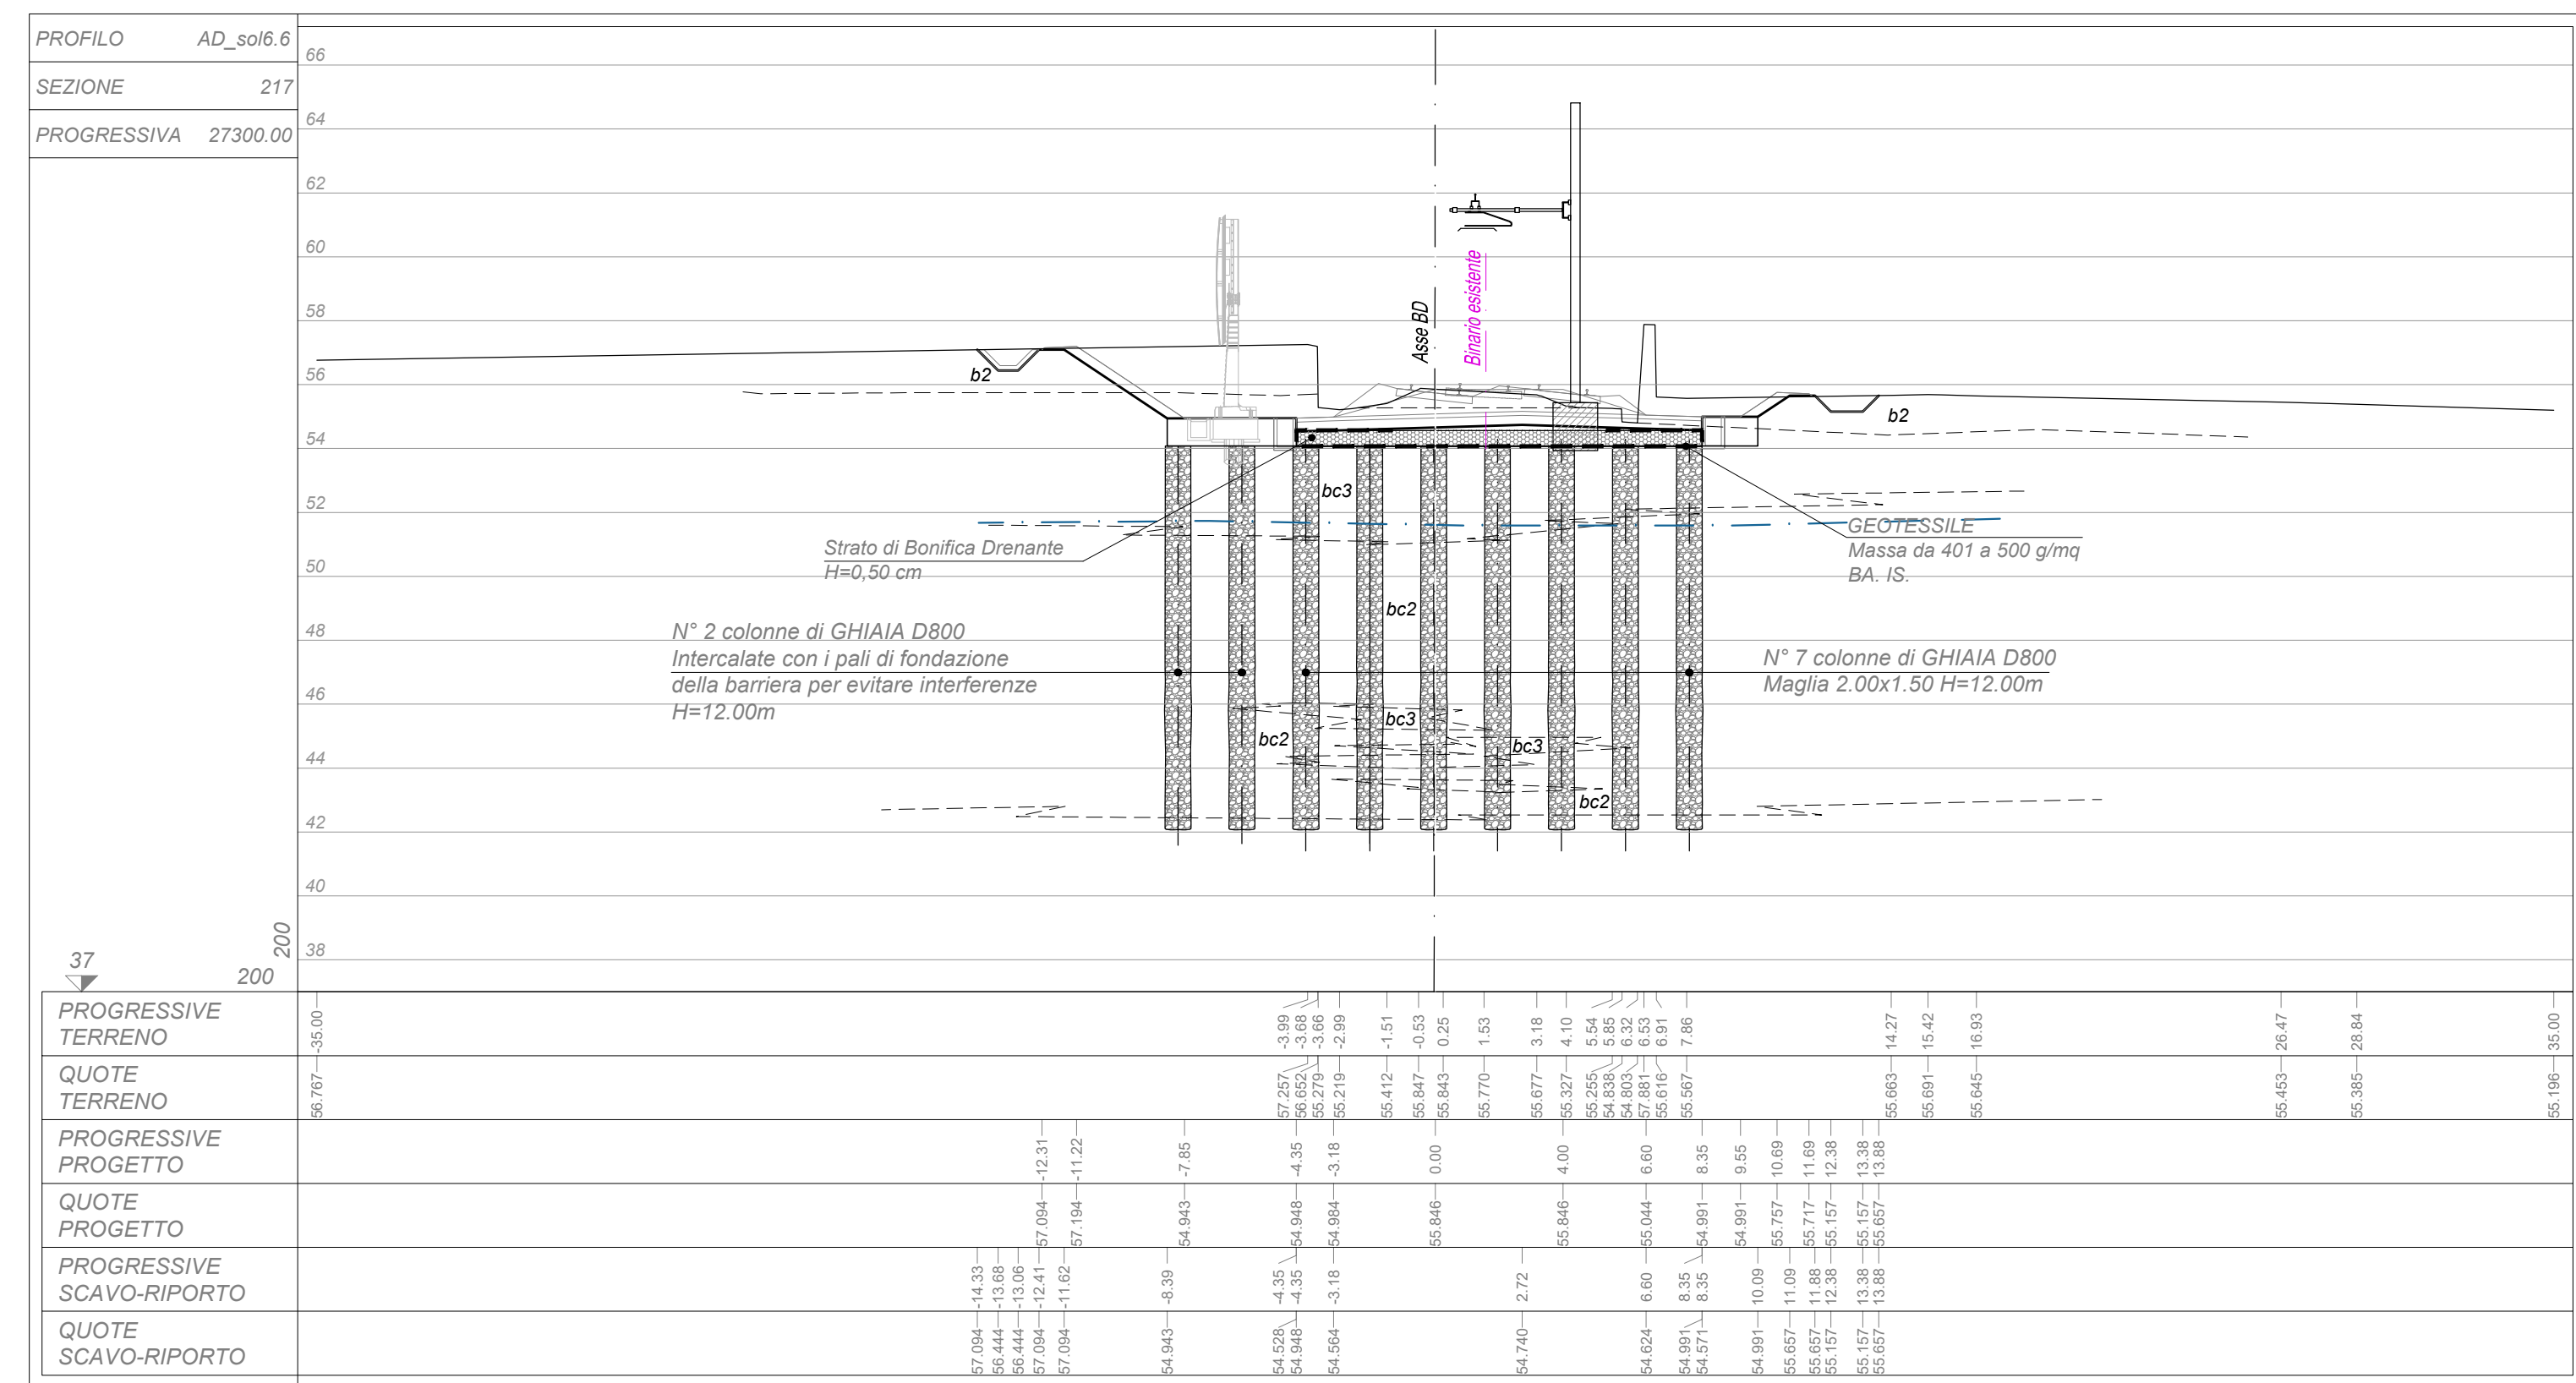 PROFILO AD_sol6.6
SEZIONE 217
PROGRESSIVA 27300.00
66
64
62
60
58
56
54
52
50
48
46
44
42
40
38
Asse BD
Binario esistente
b2
b2
bc3
Strato di Bonifica Drenante
H=0,50 cm
GEOTESSILE
Massa da 401 a 500 g/mq
BA. IS.
bc2
N° 2 colonne di GHIAIA D800
Intercalate con i pali di fondazione
della barriera per evitare interferenze
H=12.00m
N° 7 colonne di GHIAIA D800
Maglia 2.00x1.50 H=12.00m
bc3
bc2
bc3
bc2
37
200
200
PROGRESSIVE
TERRENO
-35.00 -3.99 -3.68 -3.66 -2.99 -1.51 -0.53 0.25 1.53 3.18 4.10 5.54 5.85 6.32 6.53 6.91 7.86 14.27 15.42 16.93 26.47 28.84 35.00
QUOTE
TERRENO
56.767 57.257 56.652 55.279 55.219 55.412 55.847 55.843 55.770 55.677 55.327 55.255 54.838 54.803 57.881 55.616 55.567 55.663 55.691 55.645 55.453 55.385 55.196
PROGRESSIVE
PROGETTO
-12.31 -11.22 -7.85 -4.35 -3.18 0.00 4.00 6.60 8.35 9.55 10.69 11.69 12.38 13.38 13.88
QUOTE
PROGETTO
57.094 57.194 54.943 54.948 54.984 55.846 55.846 55.044 54.991 54.991 55.757 55.717 55.157 55.157 55.657
PROGRESSIVE
SCAVO-RIPORTO
-14.33 -13.68 -13.06 -12.41 -11.62 -8.39 -4.35 -4.35 -3.18 2.72 6.60 8.35 8.35 10.09 11.09 11.88 12.38 13.38 13.88
QUOTE
SCAVO-RIPORTO
57.094 56.444 56.444 57.094 57.094 54.943 54.528 54.948 54.564 54.740 54.624 54.991 54.571 54.991 55.657 55.657 55.157 55.157 55.657